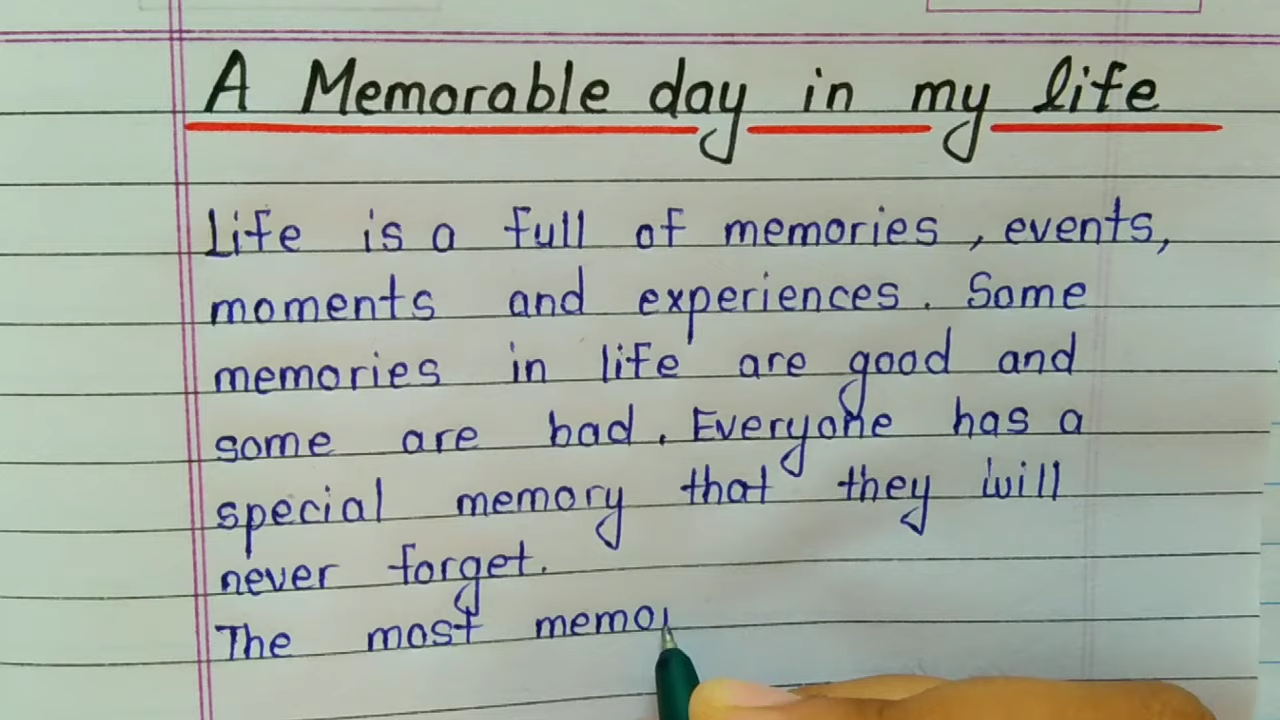 A Memorable day in my life
Life is a full of memories, events,
moments and experiences. Some
memories in life are good and
some are bad. Everyone has a
special memory that they will
never forget.
The most memor